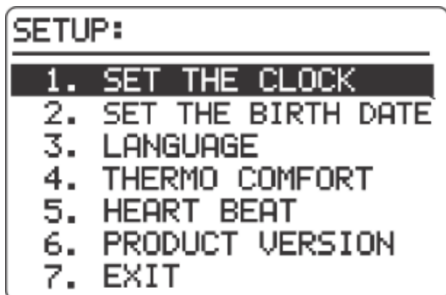 SETUP:
1. SET THE CLOCK
2. SET THE BIRTH DATE
3. LANGUAGE
4. THERMO COMFORT
5. HEART BEAT
6. PRODUCT VERSION
7. EXIT